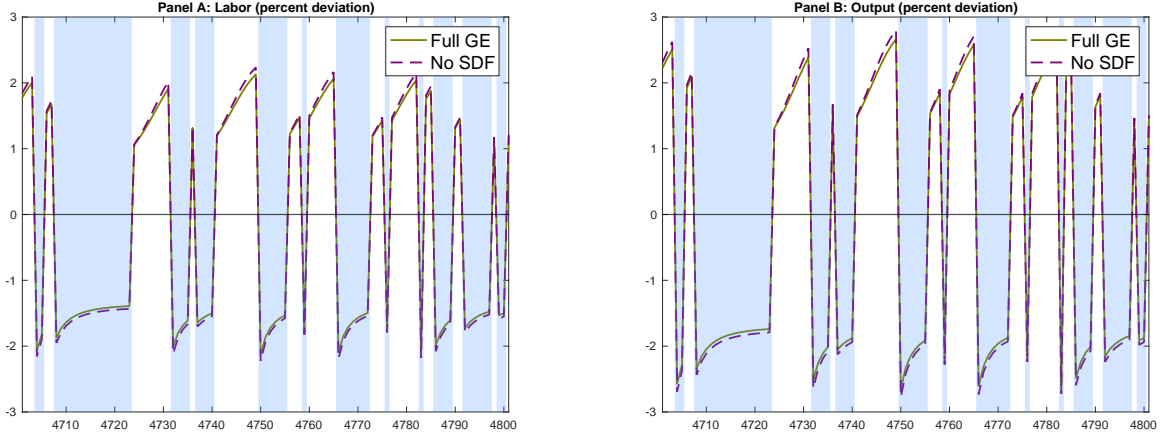 Panel A: Labor (percent deviation)
3
2
1
0
-1
-2
-3
4710 4720 4730 4740 4750 4760 4770 4780 4790 4800
Full GE
No SDF
Panel B: Output (percent deviation)
3
2
1
0
-1
-2
-3
4710 4720 4730 4740 4750 4760 4770 4780 4790 4800
Full GE
No SDF